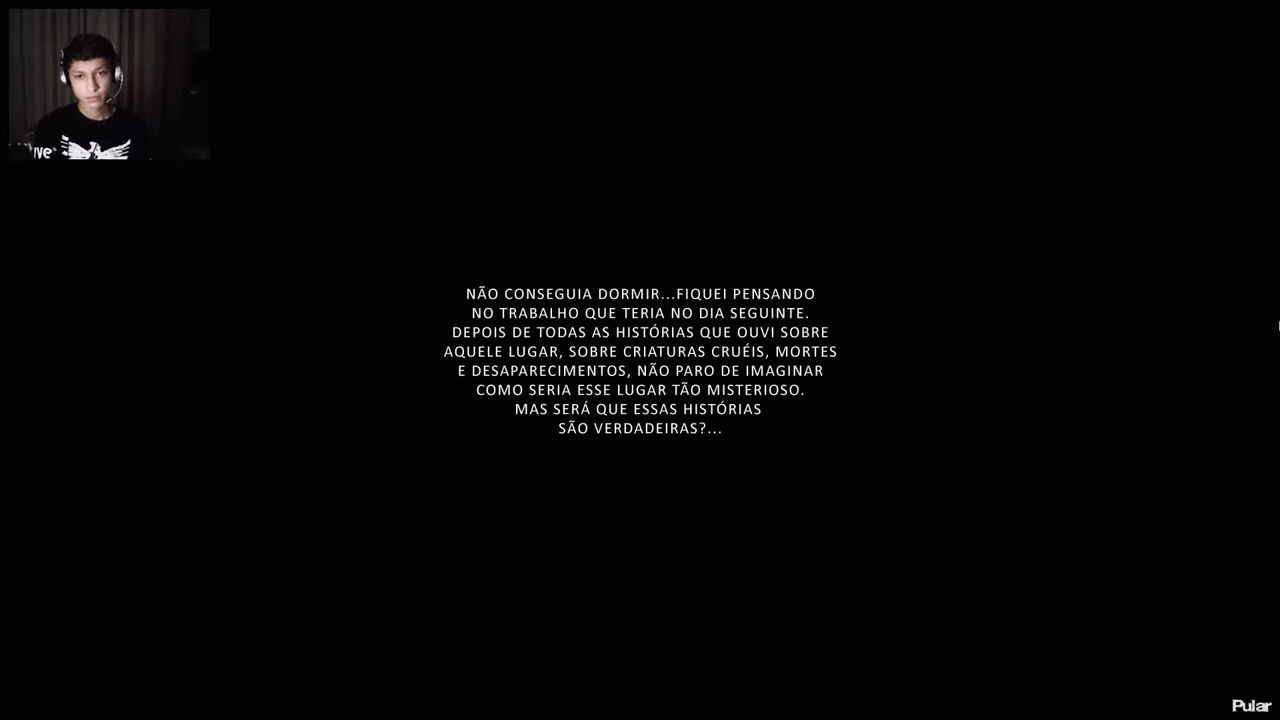 NÃO CONSEGUIA DORMIR...FIQUEI PENSANDO
NO TRABALHO QUE TERIA NO DIA SEGUINTE.
DEPOIS DE TODAS AS HISTÓRIAS QUE OUVI SOBRE
AQUELE LUGAR, SOBRE CRIATURAS CRUÉIS, MORTES
E DESAPARECIMENTOS, NÃO PARO DE IMAGINAR
COMO SERIA ESSE LUGAR TÃO MISTERIOSO.
MAS SERÁ QUE ESSAS HISTÓRIAS
SÃO VERDADEIRAS?...
Pular